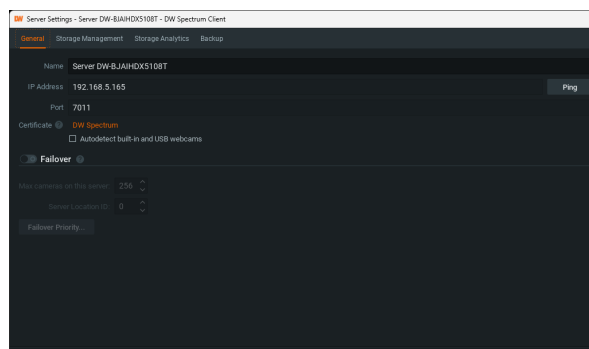 DW Server Settings - Server DW-BJAIHDX5108T - DW Spectrum Client
General Storage Management Storage Analytics Backup
Name Server DW-BJAIHDX5108T
IP Address 192.168.5.165 Ping
Port 7011
Certificate ? DW Spectrum
Autodetect built-in and USB webcams
Failover ?
Max cameras on this server: 256
Server Location ID: 0
Failover Priority...